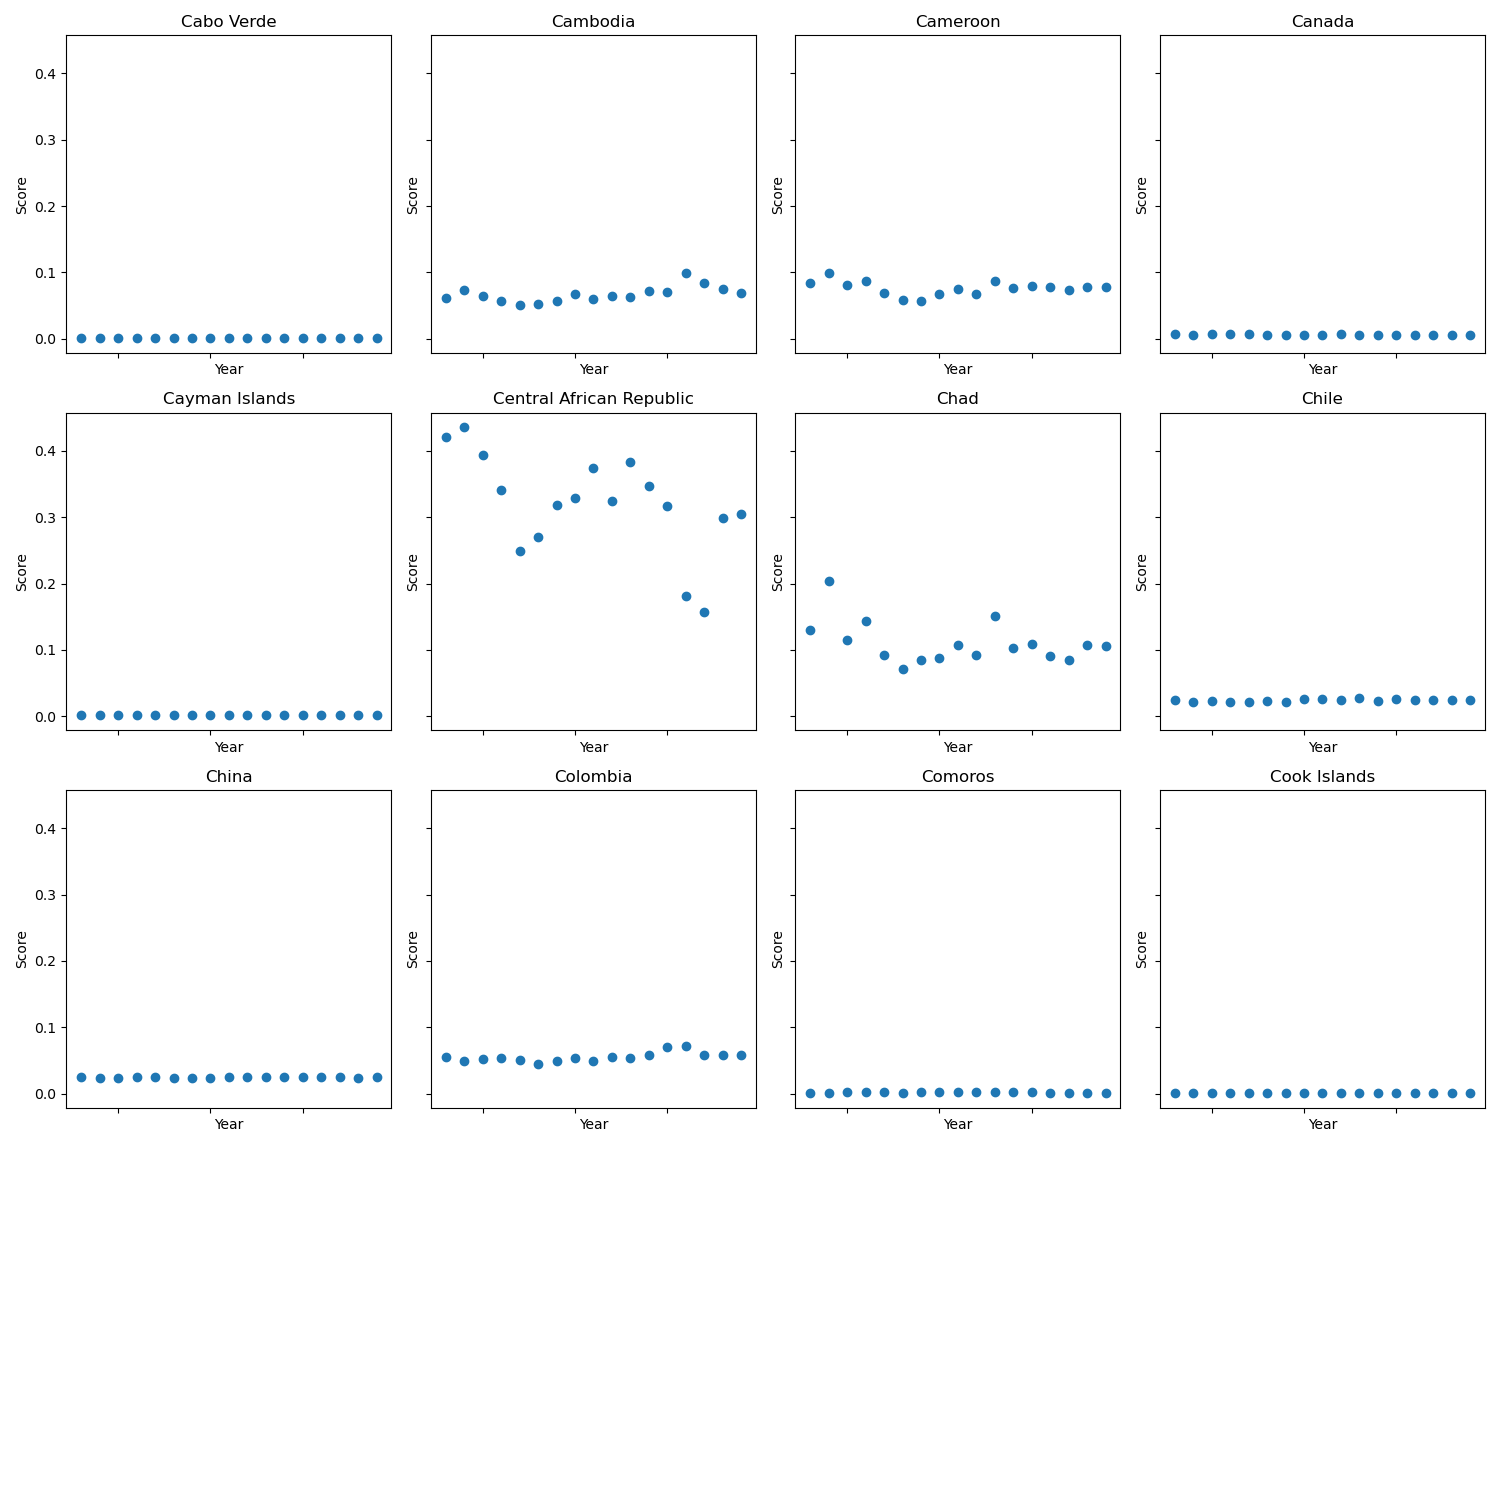 Cabo Verde
Cambodia
Cameroon
Canada
0.4
0.3
0.2
0.1
0.0
Score
Score
Score
Score
Year
Year
Year
Year
Cayman Islands
Central African Republic
Chad
Chile
0.4
0.3
0.2
0.1
0.0
Score
Score
Score
Score
Year
Year
Year
Year
China
Colombia
Comoros
Cook Islands
0.4
0.3
0.2
0.1
0.0
Score
Score
Score
Score
Year
Year
Year
Year